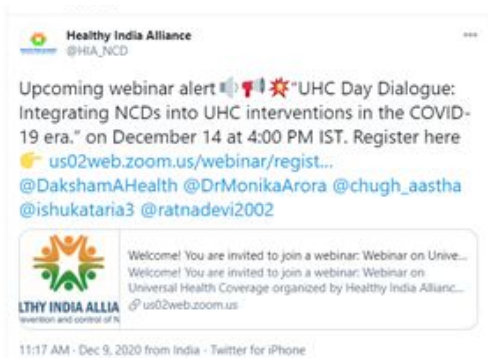 Healthy India Alliance
@HIA_NCD
Upcoming webinar alert 🔊📢💥"UHC Day Dialogue:
Integrating NCDs into UHC interventions in the COVID-
19 era." on December 14 at 4:00 PM IST. Register here
👉 us02web.zoom.us/webinar/regist...
@DakshamAHealth @DrMonikaArora @chugh_aastha
@ishukataria3 @ratnadevi2002
Welcome! You are invited to join a webinar: Webinar on Unive...
Welcome! You are invited to join a webinar: Webinar on
Universal Health Coverage organized by Healthy India Allianc...
us02web.zoom.us
LTHY INDIA ALLIA
evention and control of N
11:17 AM · Dec 9, 2020 from India · Twitter for iPhone